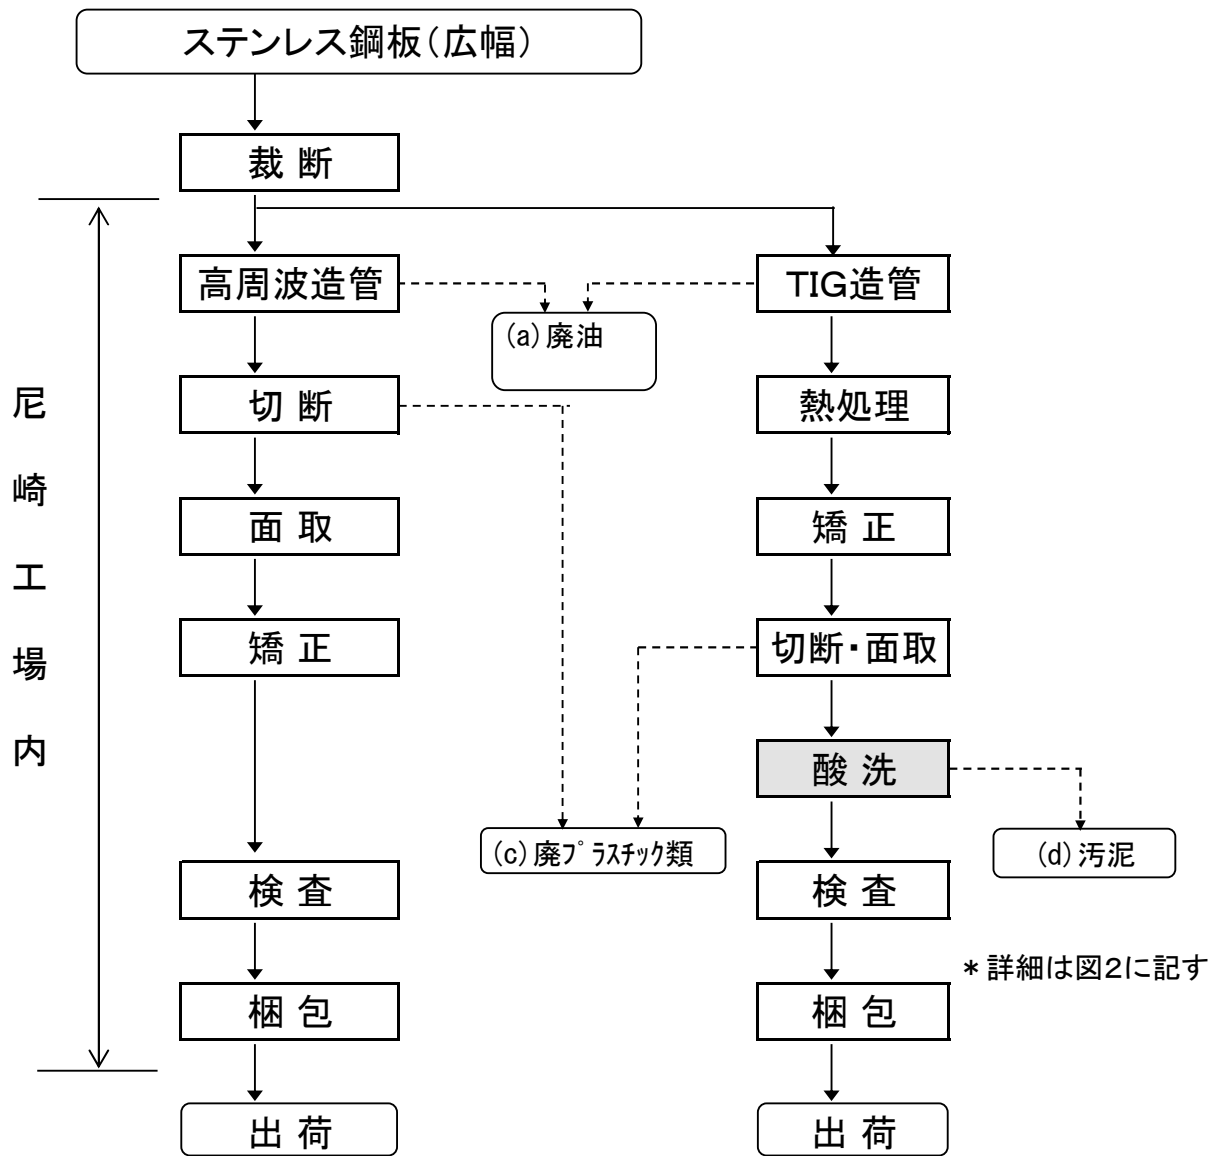 ステンレス鋼板(広幅)
裁 断
高周波造管
TIG造管
(a)廃油
切 断
熱処理
面 取
矯 正
矯 正
切断・面取
酸 洗
(c)廃ﾌﾟﾗｽﾁｯｸ類
(d)汚泥
検 査
検 査
*詳細は図2に記す
梱 包
梱 包
出 荷
出 荷
尼崎工場内